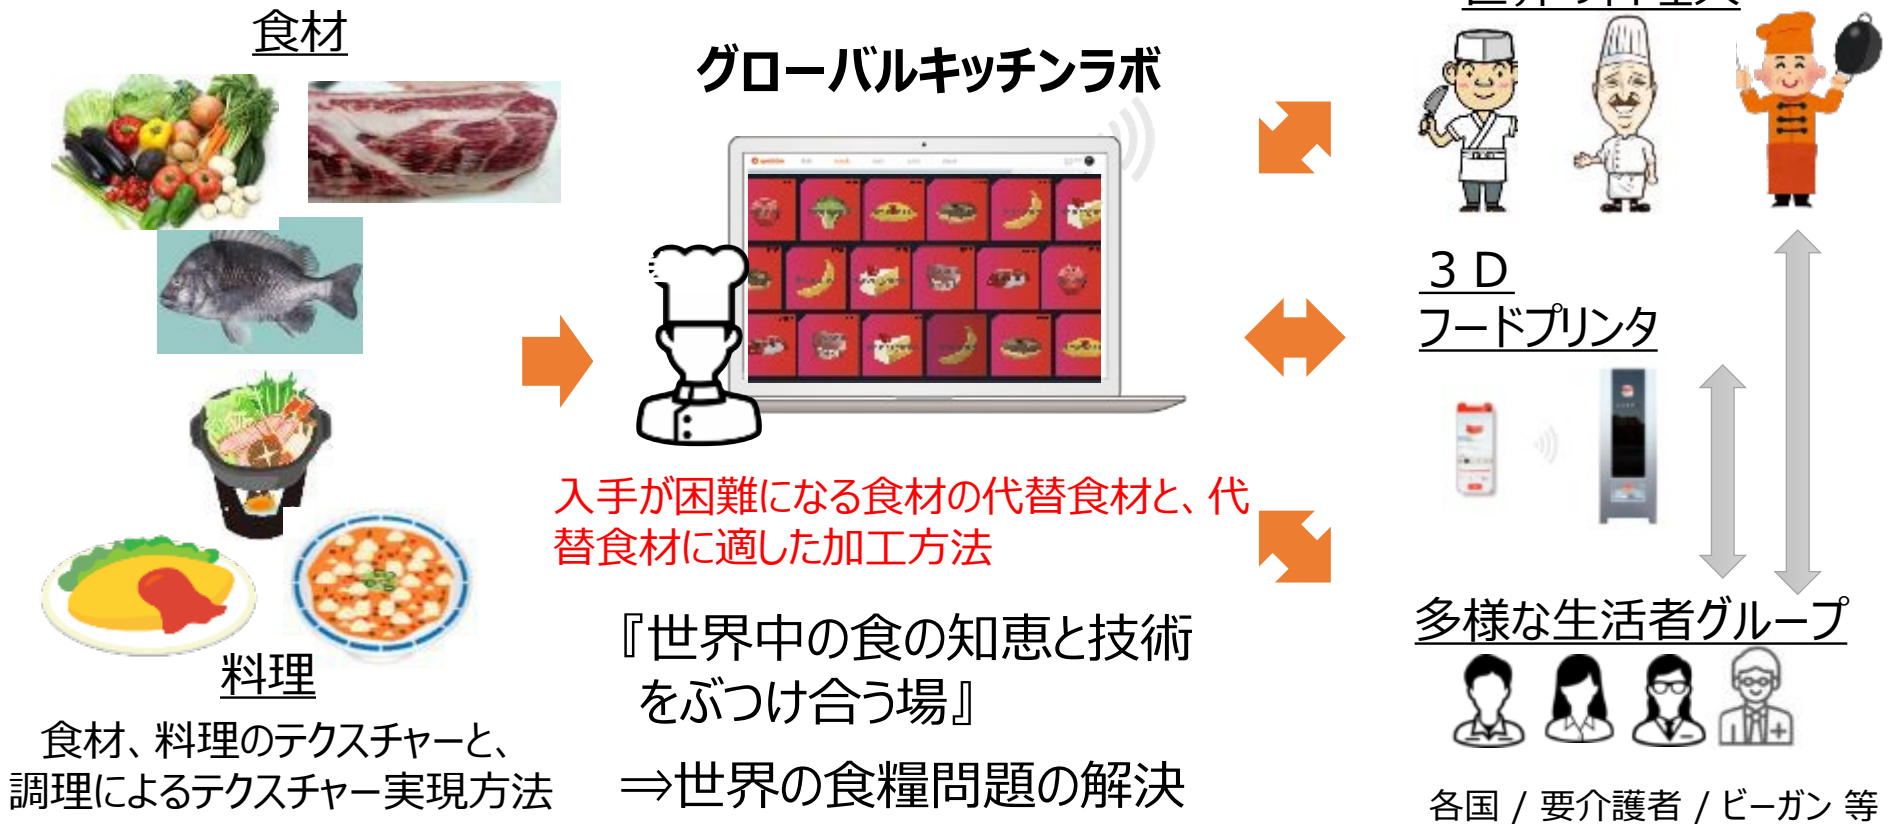 食材
グローバルキッチンラボ
３Ｄ
フードプリンタ
入手が困難になる食材の代替食材と、代
替食材に適した加工方法
『世界中の食の知恵と技術
をぶつけ合う場』
⇒世界の食糧問題の解決
料理
食材、料理のテクスチャーと、
調理によるテクスチャー実現方法
多様な生活者グループ
各国 / 要介護者 / ビーガン 等